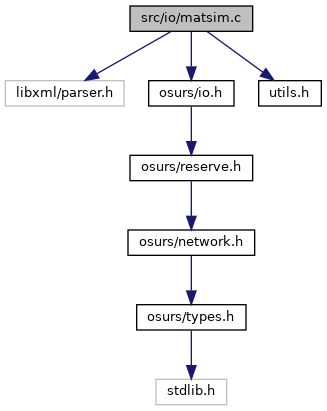 src/io/matsim.c
libxml/parser.h
osurs/io.h
utils.h
osurs/reserve.h
osurs/network.h
osurs/types.h
stdlib.h